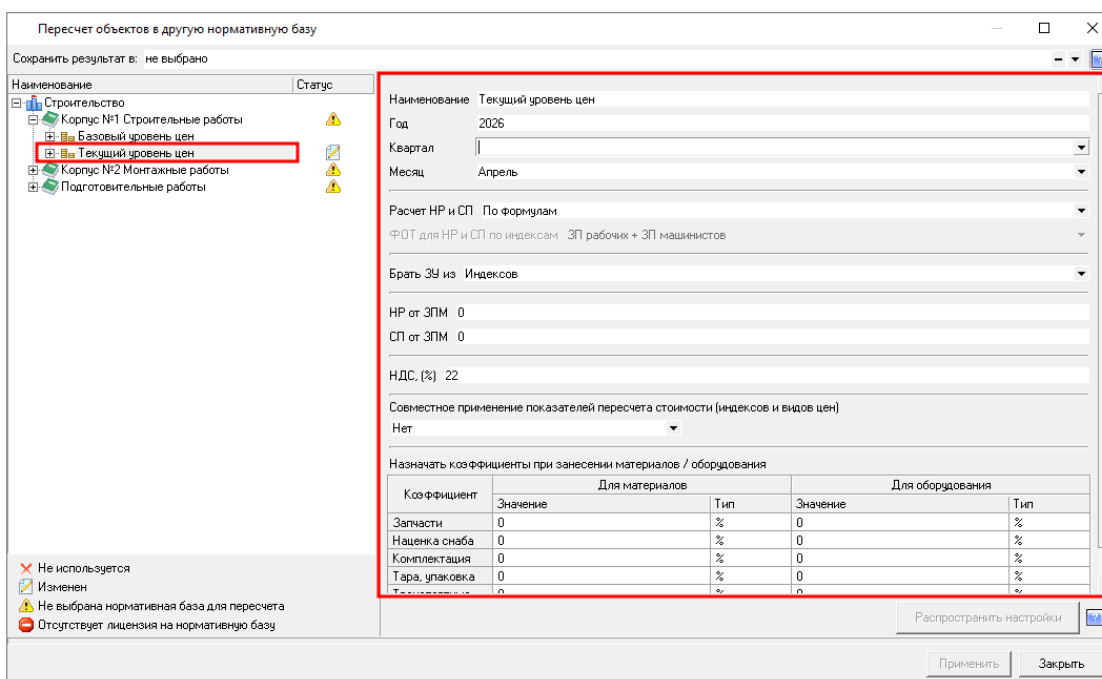 Пересчет объектов в другую нормативную базу
Сохранить результат в: не выбрано
Наименование Статус
Строительство
Корпус №1 Строительные работы
Базовый уровень цен
Текущий уровень цен
Корпус №2 Монтажные работы
Подготовительные работы
Не используется
Изменен
Не выбрана нормативная база для пересчета
Отсутствует лицензия на нормативную базу
Наименование Текущий уровень цен
Год 2026
Квартал
Месяц Апрель
Расчет НР и СП По формулам
ФОТ для НР и СП по индексам ЗП рабочих + ЗП машинистов
Брать ЗУ из Индексов
НР от ЗПМ 0
СП от ЗПМ 0
НДС, (%) 22
Совместное применение показателей пересчета стоимости (индексов и видов цен)
Нет
Назначать коэффициенты при занесении материалов / оборудования
Коэффициент Для материалов Для оборудования
Значение Тип Значение Тип
Запчасти 0 % 0 %
Наценка снаба 0 % 0 %
Комплектация 0 % 0 %
Тара, упаковка 0 % 0 %
Распространить настройки
Применить Закрыть